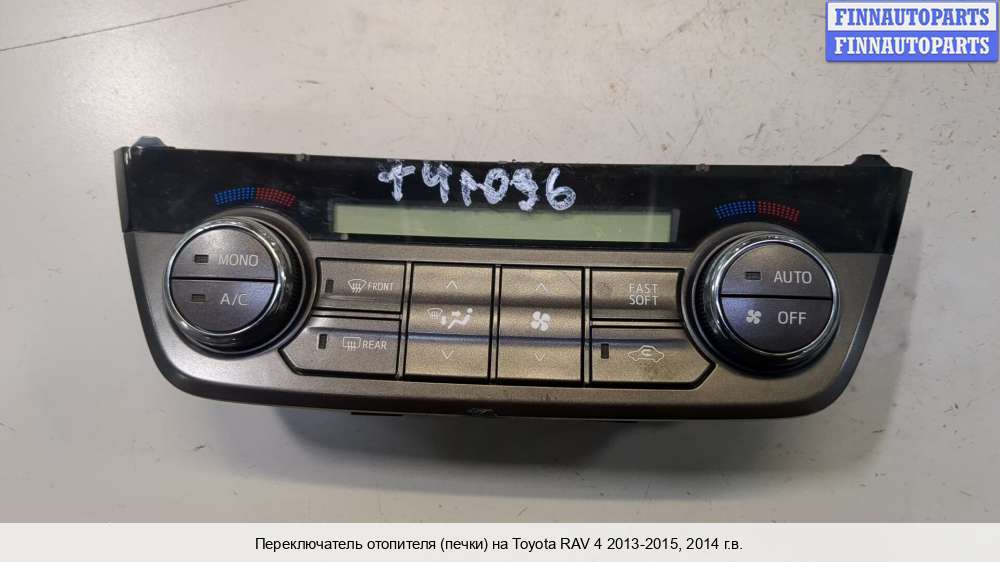 FINNAUTOPARTS
FINNAUTOPARTS
MONO
A/C
FRONT
REAR
FAST
SOFT
AUTO
OFF
Переключатель отопителя (печки) на Toyota RAV 4 2013-2015, 2014 г.в.